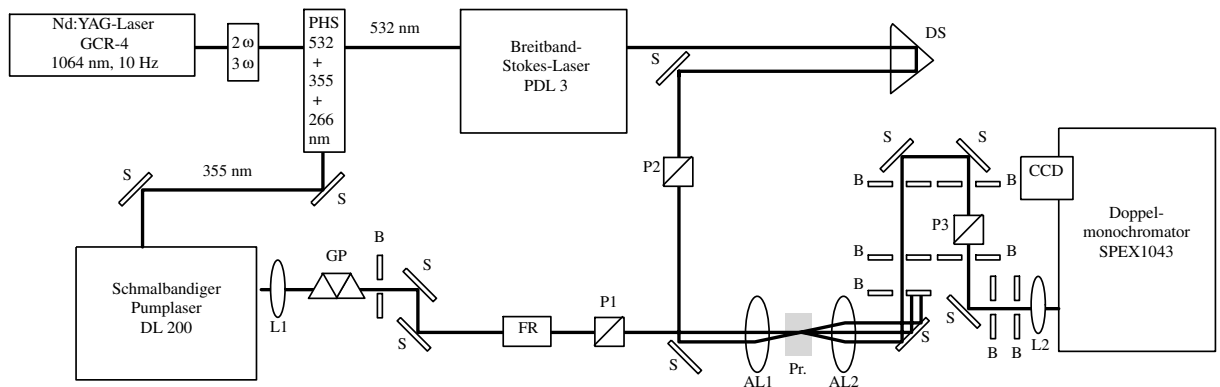 Nd:YAG-Laser
GCR-4
1064 nm, 10 Hz
2 ω
3 ω
PHS
532
+
355
+
266
nm
532 nm
Breitband-
Stokes-Laser
PDL 3
S
DS
355 nm
S
S
P2
S
S
B
B
CCD
P3
Doppel-
monochromator
SPEX1043
Schmalbandiger
Pumplaser
DL 200
L1
GP
B
S
S
FR
P1
S
AL1
Pr.
AL2
S
B
B
B
B
S
B
B
L2